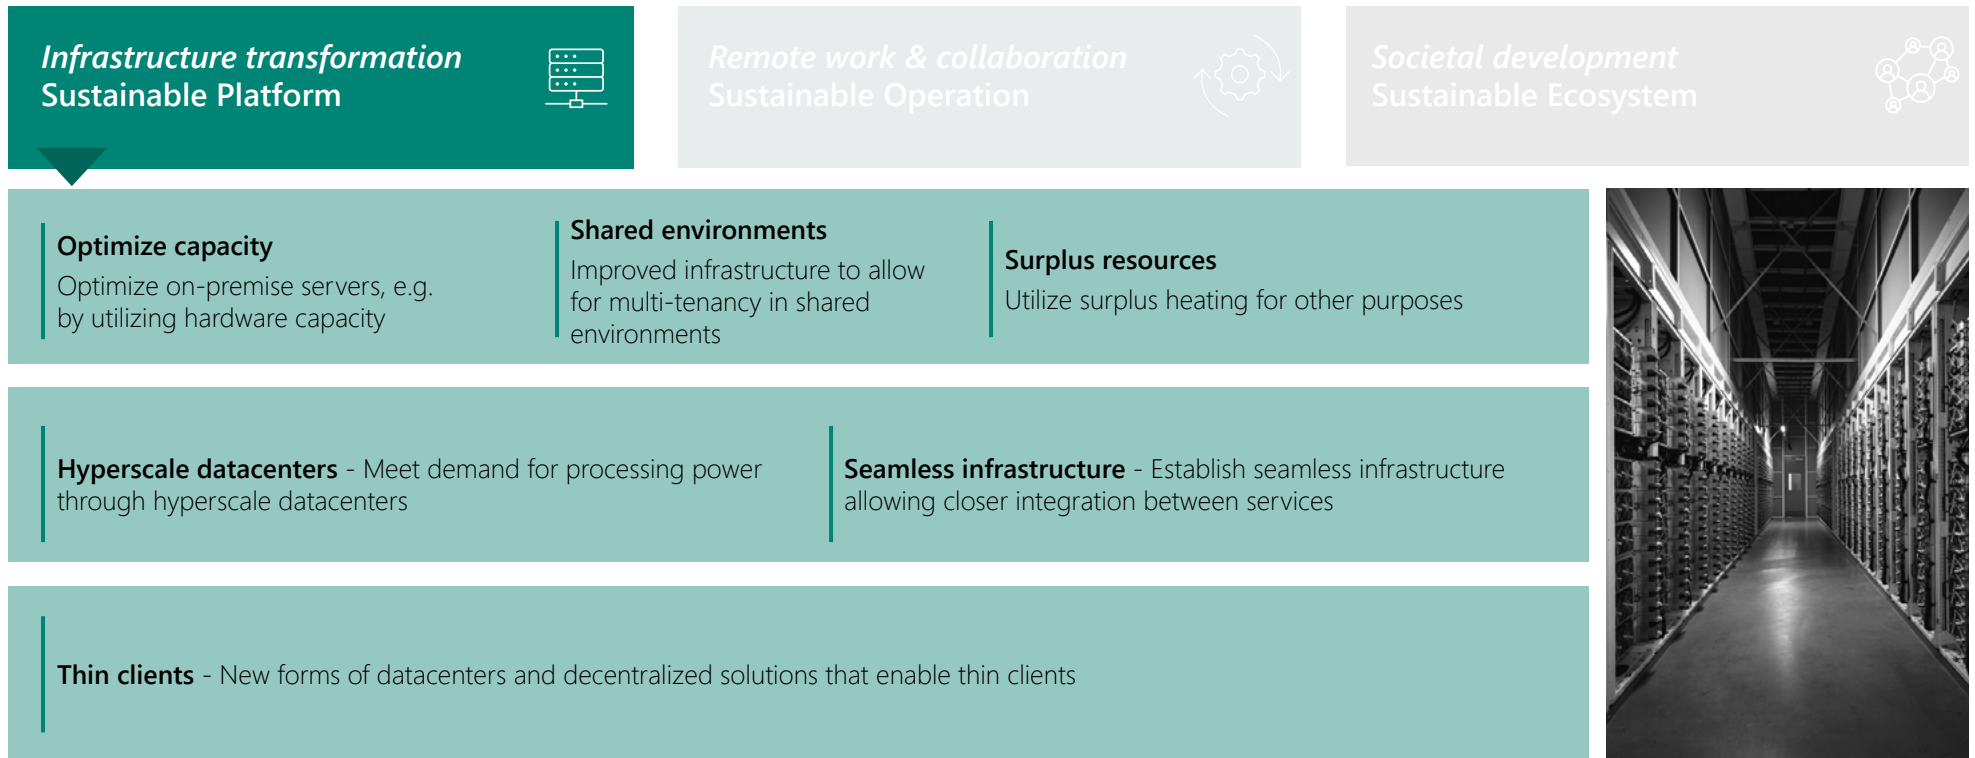 Infrastructure transformation
Sustainable Platform
Remote work & collaboration
Sustainable Operation
Societal development
Sustainable Ecosystem
Optimize capacity
Optimize on-premise servers, e.g.
by utilizing hardware capacity
Shared environments
Improved infrastructure to allow
for multi-tenancy in shared
environments
Surplus resources
Utilize surplus heating for other purposes
Hyperscale datacenters - Meet demand for processing power
through hyperscale datacenters
Seamless infrastructure - Establish seamless infrastructure
allowing closer integration between services
Thin clients - New forms of datacenters and decentralized solutions that enable thin clients